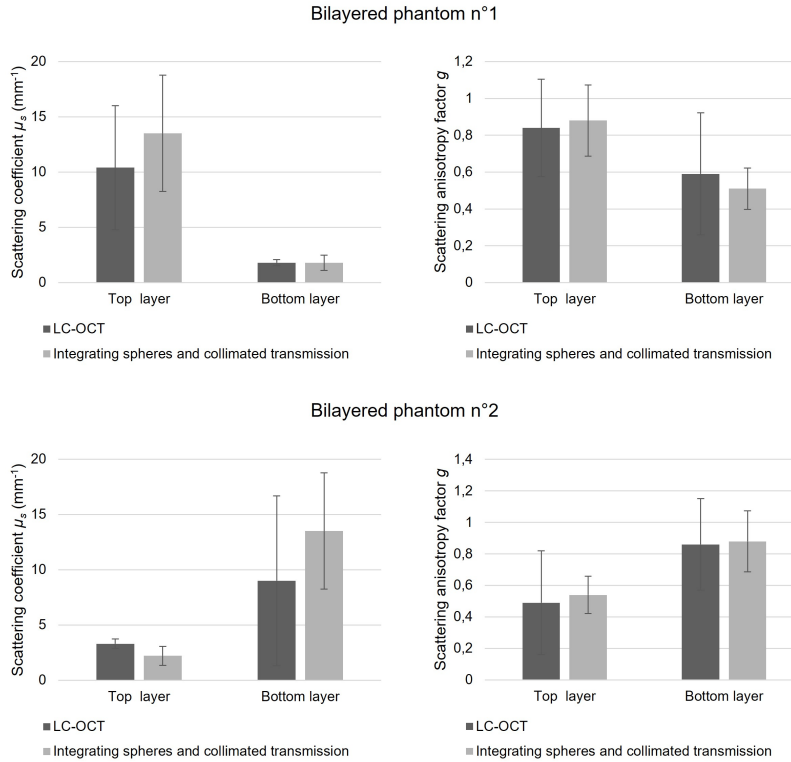 Bilayered phantom n°1
Scattering coefficient μs (mm-1)
20
15
10
5
0
Top layer
Bottom layer
LC-OCT
Integrating spheres and collimated transmission
Scattering anisotropy factor g
1,2
1
0,8
0,6
0,4
0,2
0
Top layer
Bottom layer
LC-OCT
Integrating spheres and collimated transmission
Bilayered phantom n°2
Scattering coefficient μs (mm-1)
20
15
10
5
0
Top layer
Bottom layer
LC-OCT
Integrating spheres and collimated transmission
Scattering anisotropy factor g
1,4
1,2
1
0,8
0,6
0,4
0,2
0
Top layer
Bottom layer
LC-OCT
Integrating spheres and collimated transmission